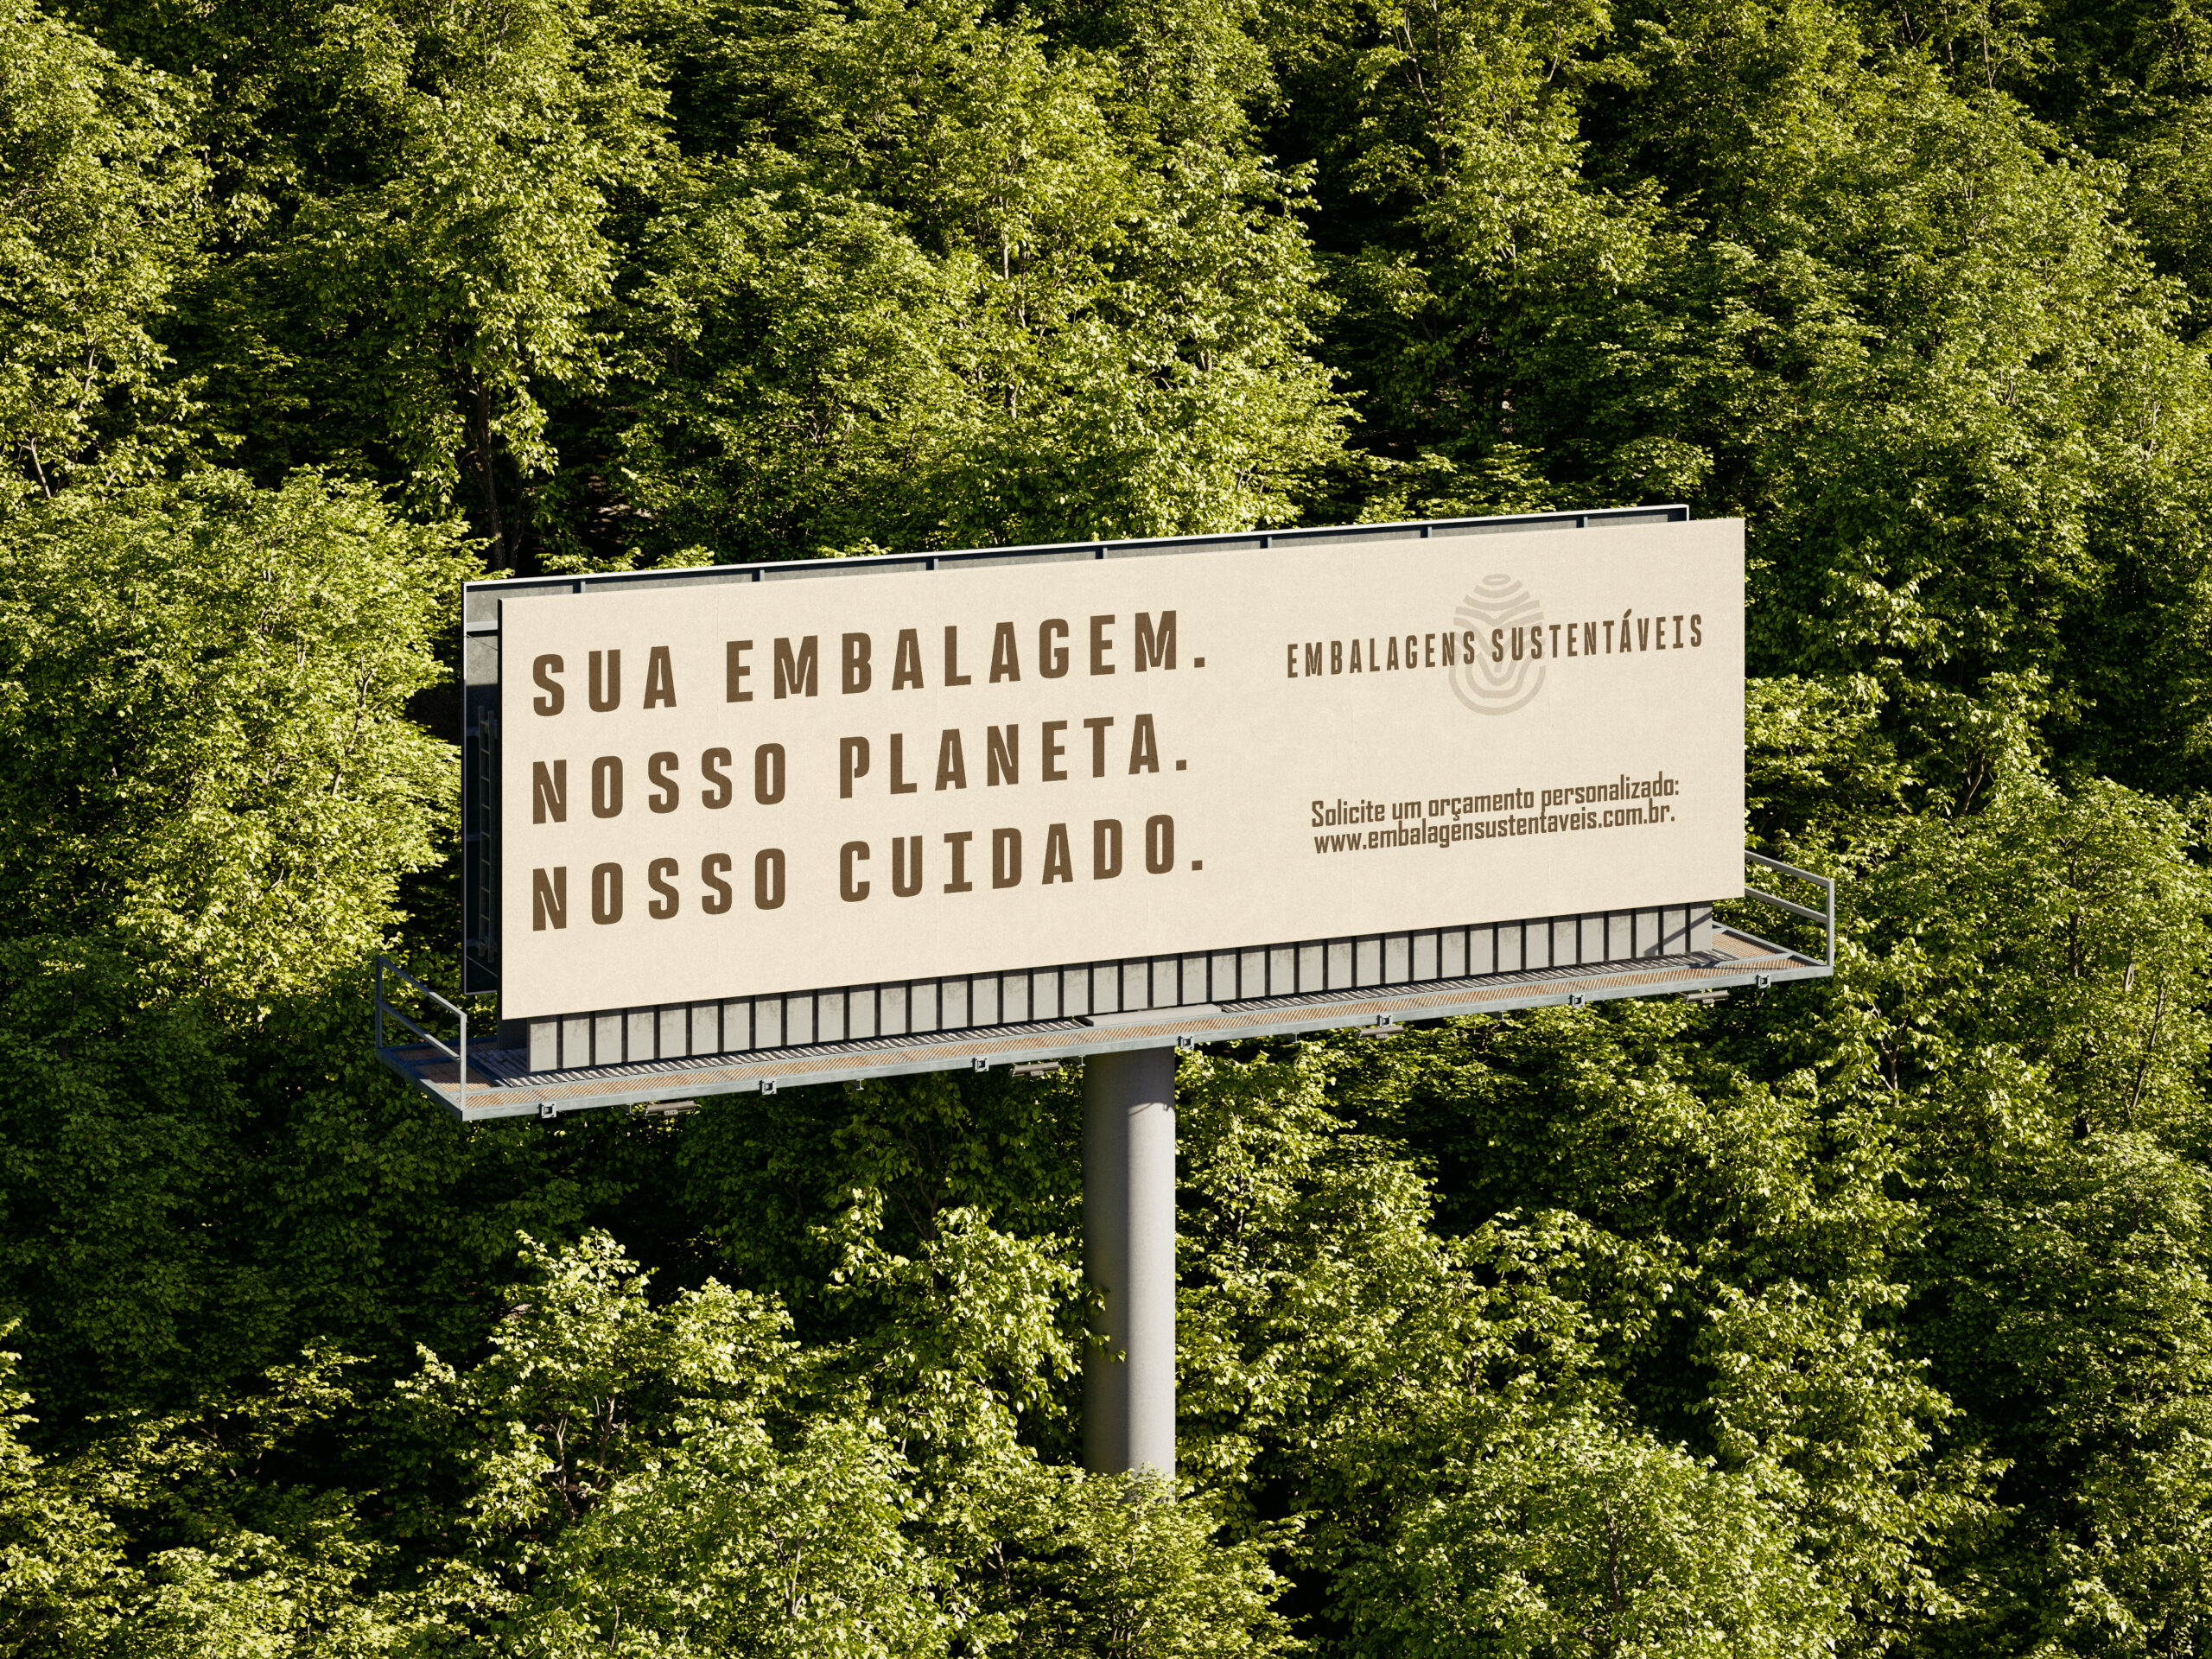 SUA EMBALAGEM.
NOSSO PLANETA.
NOSSO CUIDADO.
EMBALAGENS SUSTENTÁVEIS
Solicite um orçamento personalizado:
www.embalagensustentaveis.com.br.